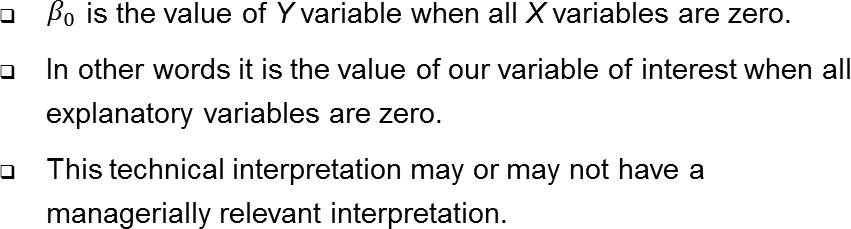 ❑ β₀ is the value of Y variable when all X variables are zero.
❑ In other words it is the value of our variable of interest when all
explanatory variables are zero.
❑ This technical interpretation may or may not have a
managerially relevant interpretation.